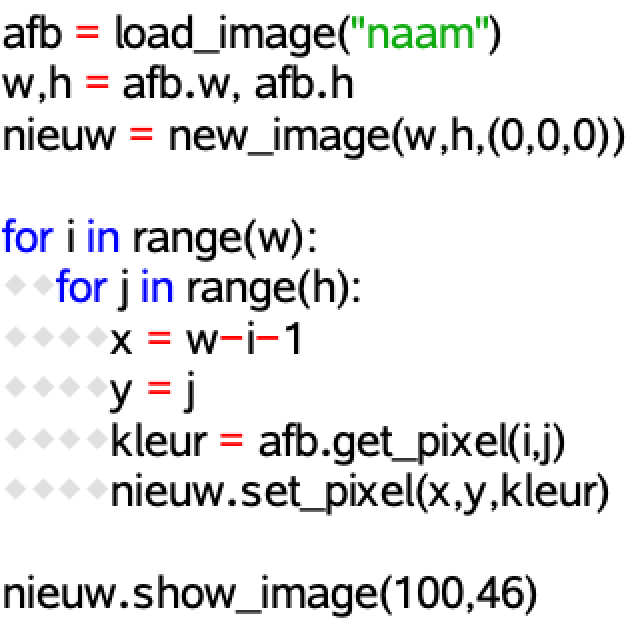 afb = load_image("naam")
w,h = afb.w, afb.h
nieuw = new_image(w,h,(0,0,0))

for i in range(w):
◆◆for j in range(h):
◆◆◆◆x = w−i−1
◆◆◆◆y = j
◆◆◆◆kleur = afb.get_pixel(i,j)
◆◆◆◆nieuw.set_pixel(x,y,kleur)

nieuw.show_image(100,46)